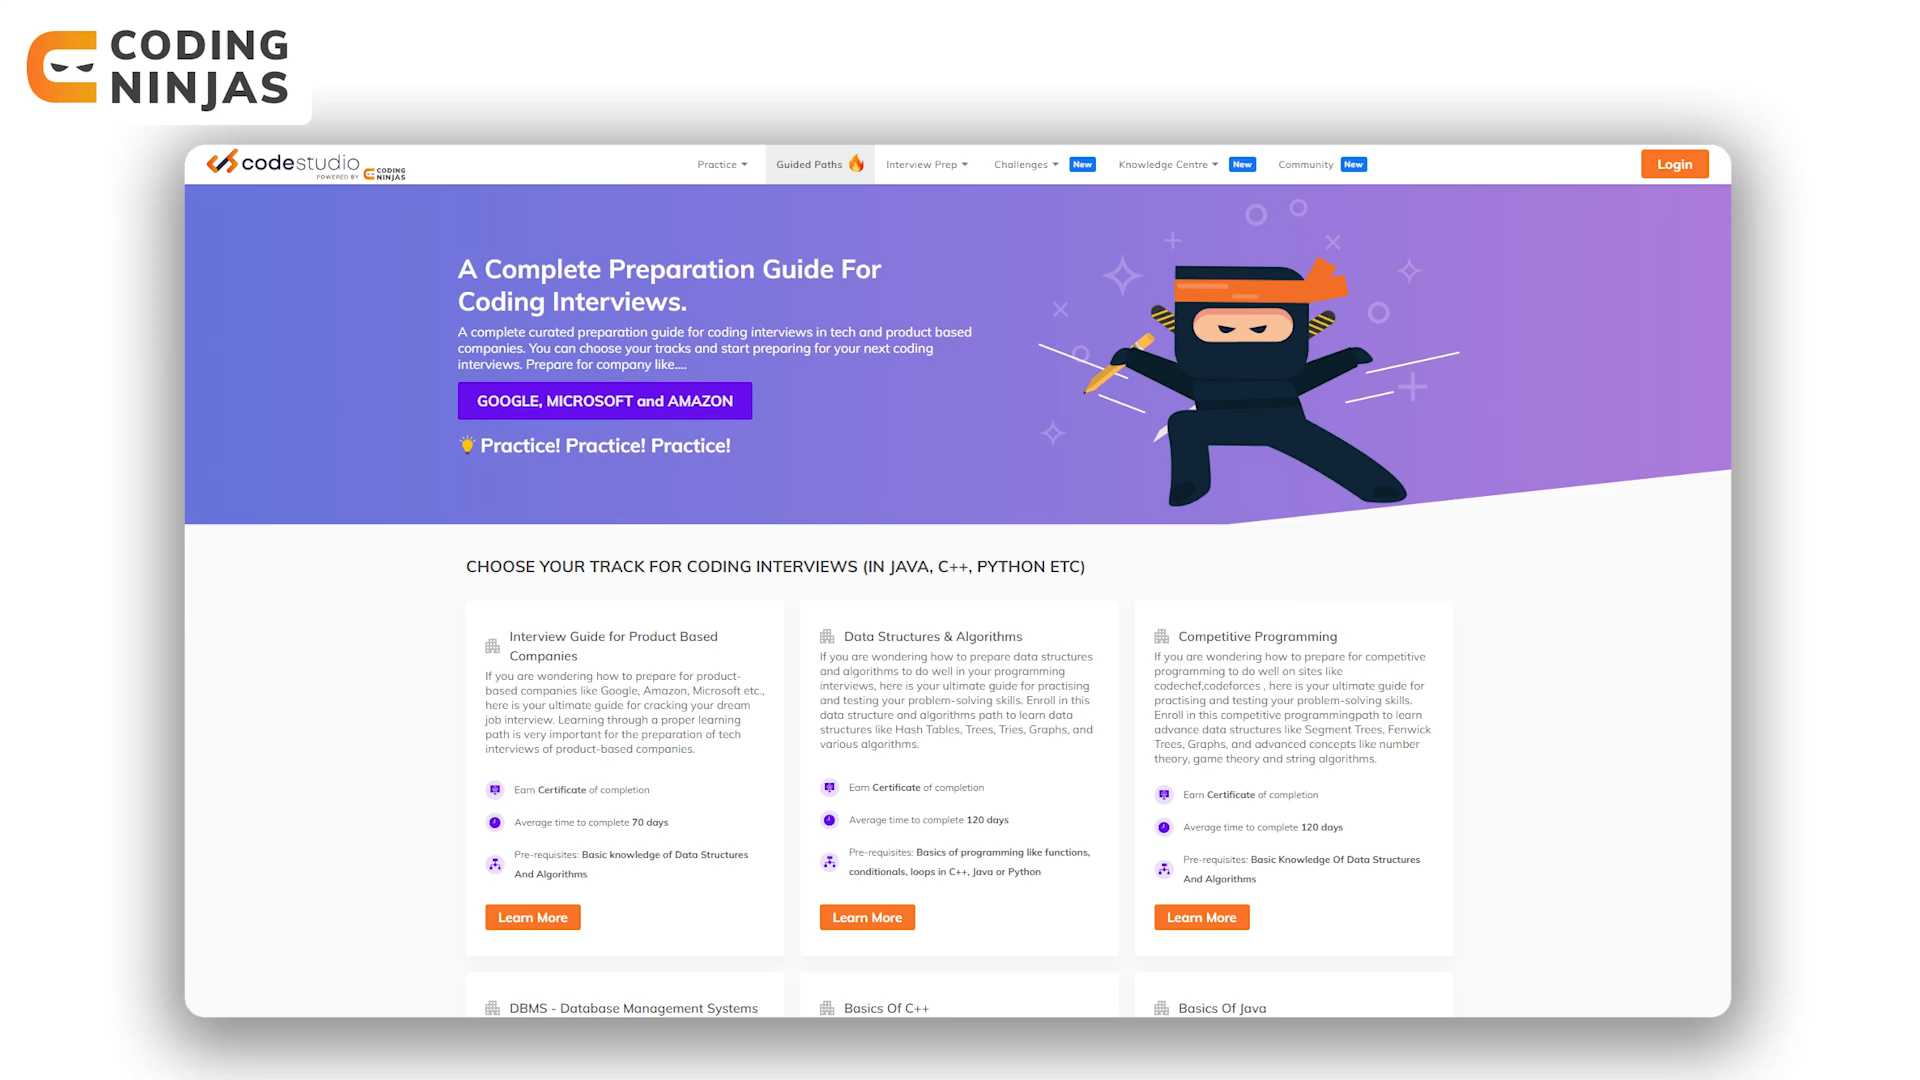 CODING
NINJAS
codestudio
POWERED BY CODING NINJAS
Practice Guided Paths Interview Prep Challenges New Knowledge Centre New Community New Login
A Complete Preparation Guide For
Coding Interviews.
A complete curated preparation guide for coding interviews in tech and product based
companies. You can choose your tracks and start preparing for your next coding
interviews. Prepare for company like....
GOOGLE, MICROSOFT and AMAZON
Practice! Practice! Practice!
CHOOSE YOUR TRACK FOR CODING INTERVIEWS (IN JAVA, C++, PYTHON ETC)
Interview Guide for Product Based
Companies
If you are wondering how to prepare for product-
based companies like Google, Amazon, Microsoft etc.,
here is your ultimate guide for cracking your dream
job interview. Learning through a proper learning
path is very important for the preparation of tech
interviews of product-based companies.
Earn Certificate of completion
Average time to complete 70 days
Pre-requisites: Basic knowledge of Data Structures
And Algorithms
Learn More
Data Structures & Algorithms
If you are wondering how to prepare data structures
and algorithms to do well in your programming
interviews, here is your ultimate guide for practising
and testing your problem-solving skills. Enroll in this
data structure and algorithms path to learn data
structures like Hash Tables, Trees, Tries, Graphs, and
various algorithms.
Earn Certificate of completion
Average time to complete 120 days
Pre-requisites: Basics of programming like functions,
conditionals, loops in C++, Java or Python
Learn More
Competitive Programming
If you are wondering how to prepare for competitive
programming to do well on sites like
codechef,codeforces , here is your ultimate guide for
practising and testing your problem-solving skills.
Enroll in this competitive programmingpath to learn
advance data structures like Segment Trees, Fenwick
Trees, Graphs, and advanced concepts like number
theory, game theory and string algorithms.
Earn Certificate of completion
Average time to complete 120 days
Pre-requisites: Basic Knowledge Of Data Structures
And Algorithms
Learn More
DBMS - Database Management Systems
Basics Of C++
Basics Of Java